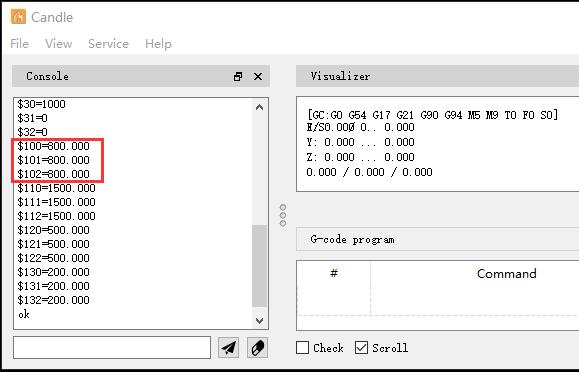 Candle
File View Service Help
Console
$30=1000
$31=0
$32=0
$100=800.000
$101=800.000
$102=800.000
$110=1500.000
$111=1500.000
$112=1500.000
$120=500.000
$121=500.000
$122=500.000
$130=200.000
$131=200.000
$132=200.000
ok
Visualizer
[GC:G0 G54 G17 G21 G90 G94 M5 M9 T0 F0 S0]
0... 0.000
Y: 0.000 ... 0.000
Z: 0.000 ... 0.000
0.000 / 0.000 / 0.000
G-code program
# Command
Check Scroll